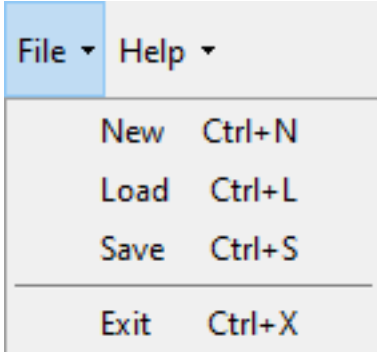 File Help
New Ctrl+N
Load Ctrl+L
Save Ctrl+S
Exit Ctrl+X